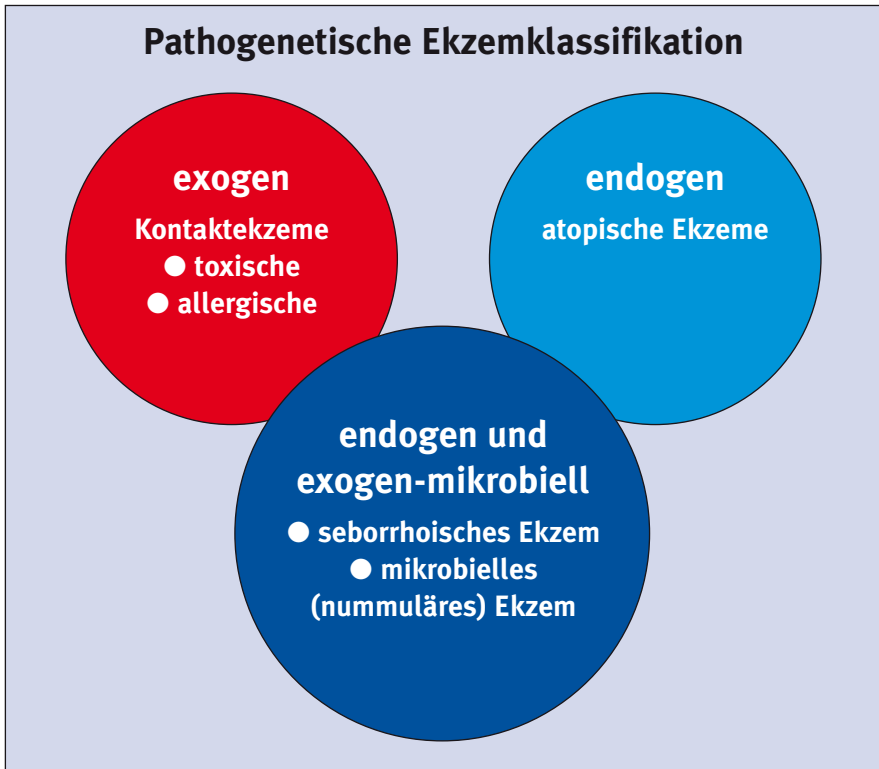 Pathogenetische Ekzemklassifikation
exogen
Kontaktekzeme
● toxische
● allergische
endogen
atopische Ekzeme
endogen und
exogen-mikrobiell
● seborrhoisches Ekzem
● mikrobielles
(nummuläres) Ekzem